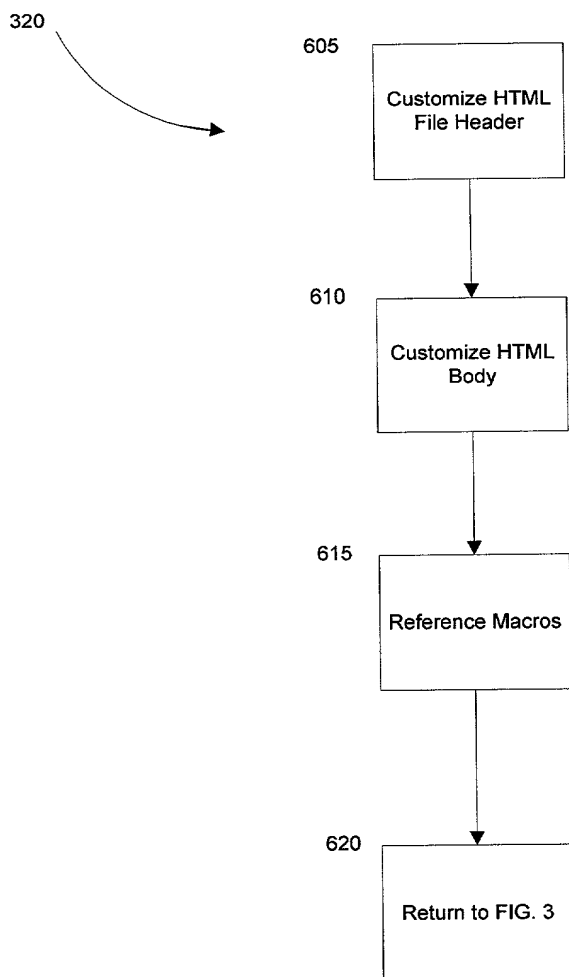 320
605
Customize HTML
File Header
610
Customize HTML
Body
615
Reference Macros
620
Return to FIG. 3